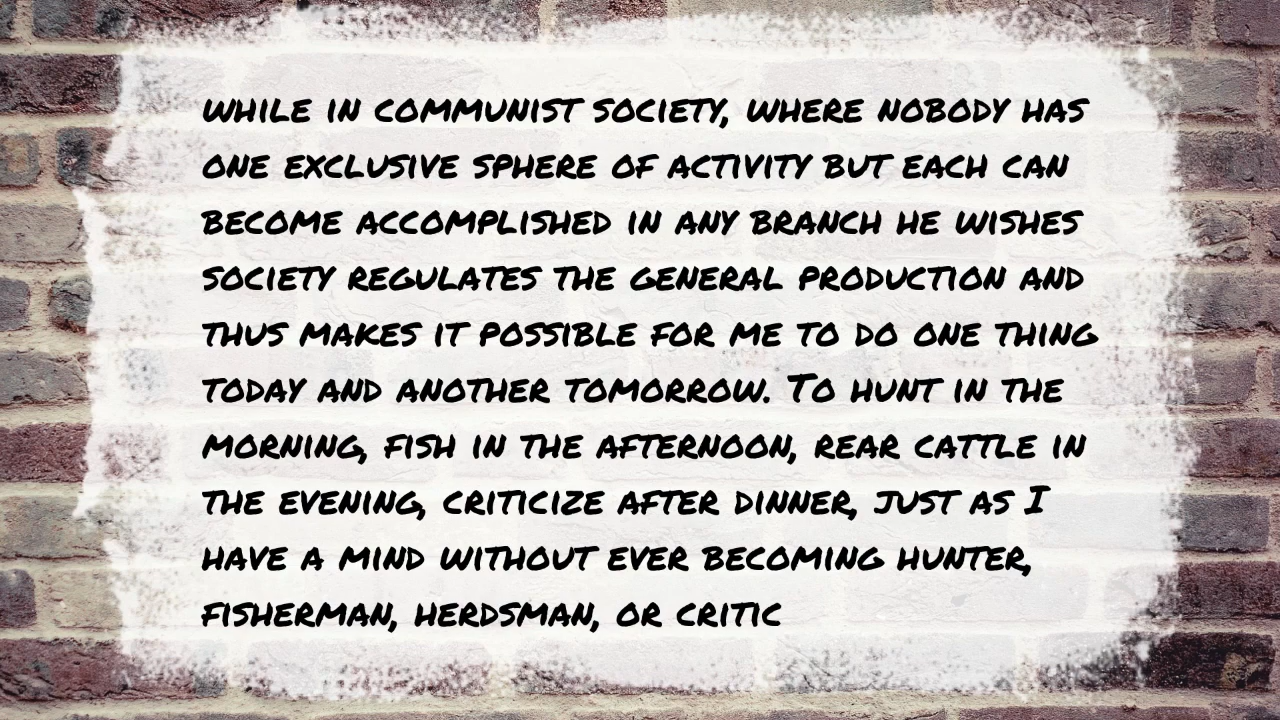 WHILE IN COMMUNIST SOCIETY, WHERE NOBODY HAS
ONE EXCLUSIVE SPHERE OF ACTIVITY BUT EACH CAN
BECOME ACCOMPLISHED IN ANY BRANCH HE WISHES
SOCIETY REGULATES THE GENERAL PRODUCTION AND
THUS MAKES IT POSSIBLE FOR ME TO DO ONE THING
TODAY AND ANOTHER TOMORROW. TO HUNT IN THE
MORNING, FISH IN THE AFTERNOON, REAR CATTLE IN
THE EVENING, CRITICIZE AFTER DINNER, JUST AS I
HAVE A MIND WITHOUT EVER BECOMING HUNTER,
FISHERMAN, HERDSMAN, OR CRITIC